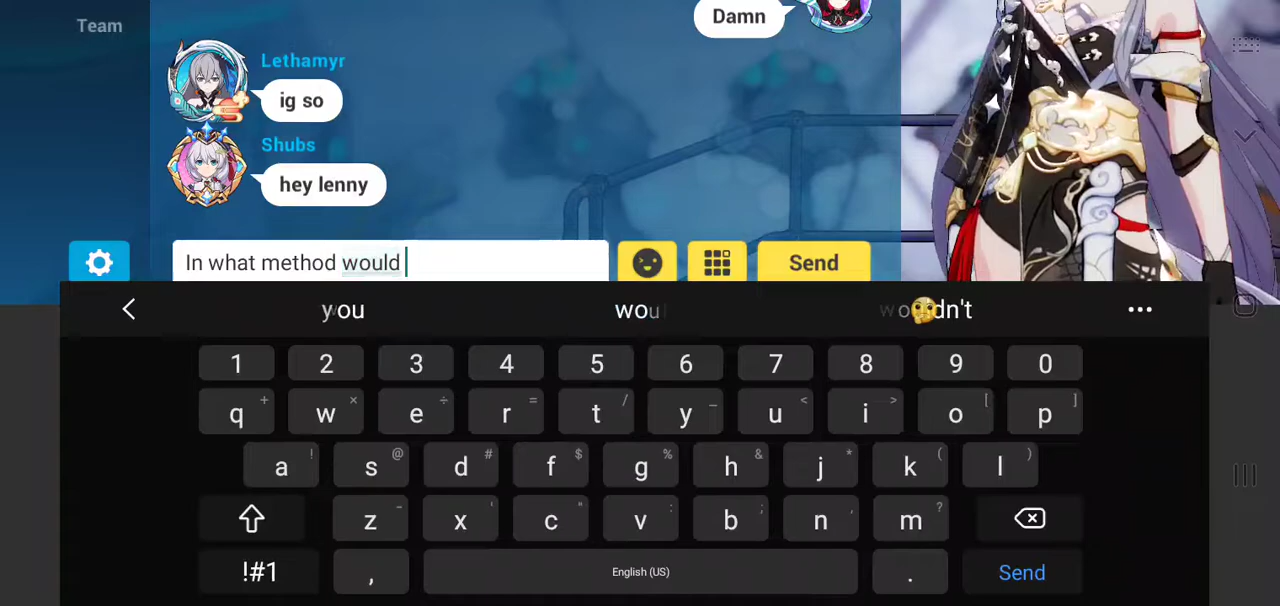 Team
Damn
Lethamyr
ig so
Shubs
hey lenny
In what method would
Send
you wou
1 2 3 4 5 6 7 8 9 0
q + w × e ÷ r = t / y _ u < i > o [ p ]
a ! s @ d # f $ g % h & j * k ( l )
z - x ' c " v : b ; n , m ?
!#1 , English (US) . Send